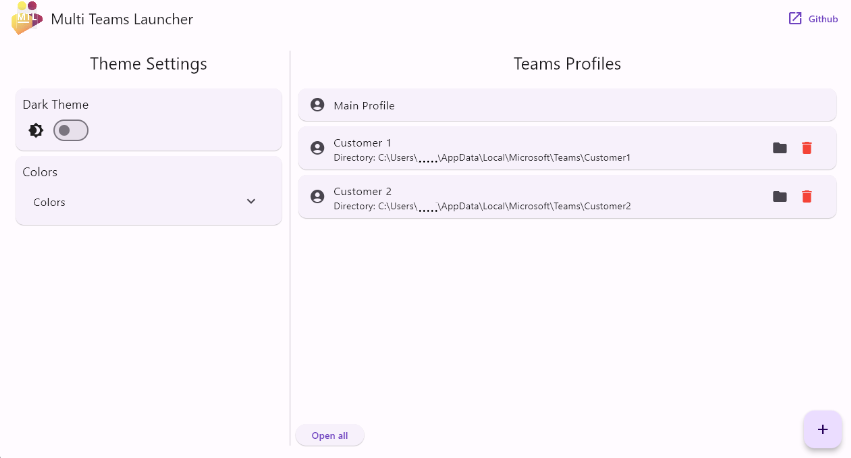 MTL
Multi Teams Launcher
Github
Theme Settings
Dark Theme
Colors
Colors
Teams Profiles
Main Profile
Customer 1
Directory: C:\Users\.....\AppData\Local\Microsoft\Teams\Customer1
Customer 2
Directory: C:\Users\.....\AppData\Local\Microsoft\Teams\Customer2
Open all
+